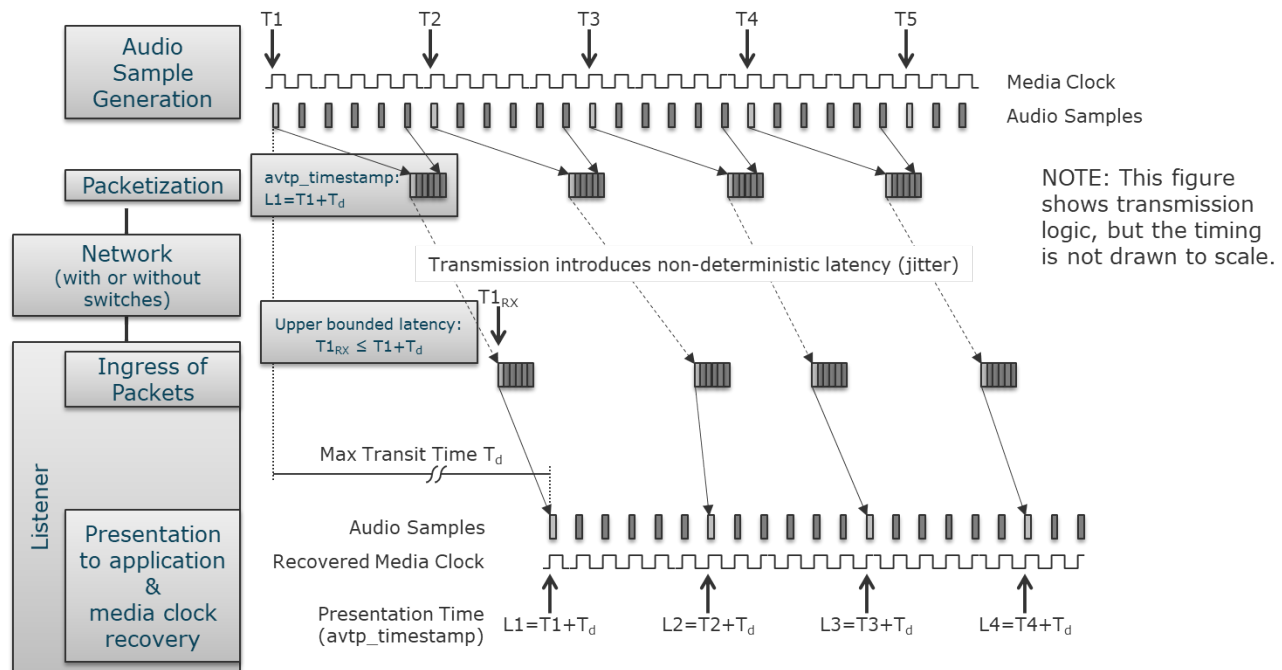 T1
T2
T3
T4
T5
Audio
Sample
Generation
Media Clock
Audio Samples
Packetization
avtp_timestamp:
L1=T1+Td
NOTE: This figure
shows transmission
logic, but the timing
is not drawn to scale.
Network
(with or without
switches)
Transmission introduces non-deterministic latency (jitter)
T1RX
Upper bounded latency:
T1RX ≤ T1+Td
Ingress of
Packets
Listener
Max Transit Time Td
Presentation
to application
&
media clock
recovery
Audio Samples
Recovered Media Clock
Presentation Time
(avtp_timestamp)
L1=T1+Td
L2=T2+Td
L3=T3+Td
L4=T4+Td